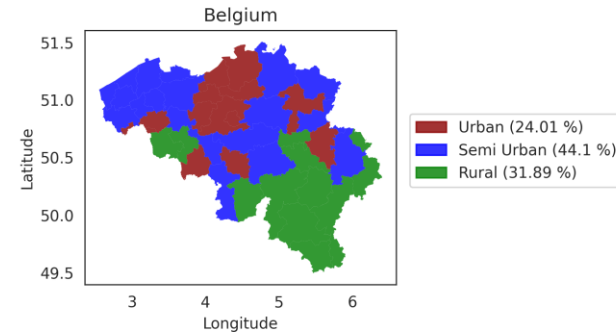 Belgium
51.5
51.0
50.5
50.0
49.5
Latitude
3 4 5 6
Longitude
Urban (24.01 %)
Semi Urban (44.1 %)
Rural (31.89 %)